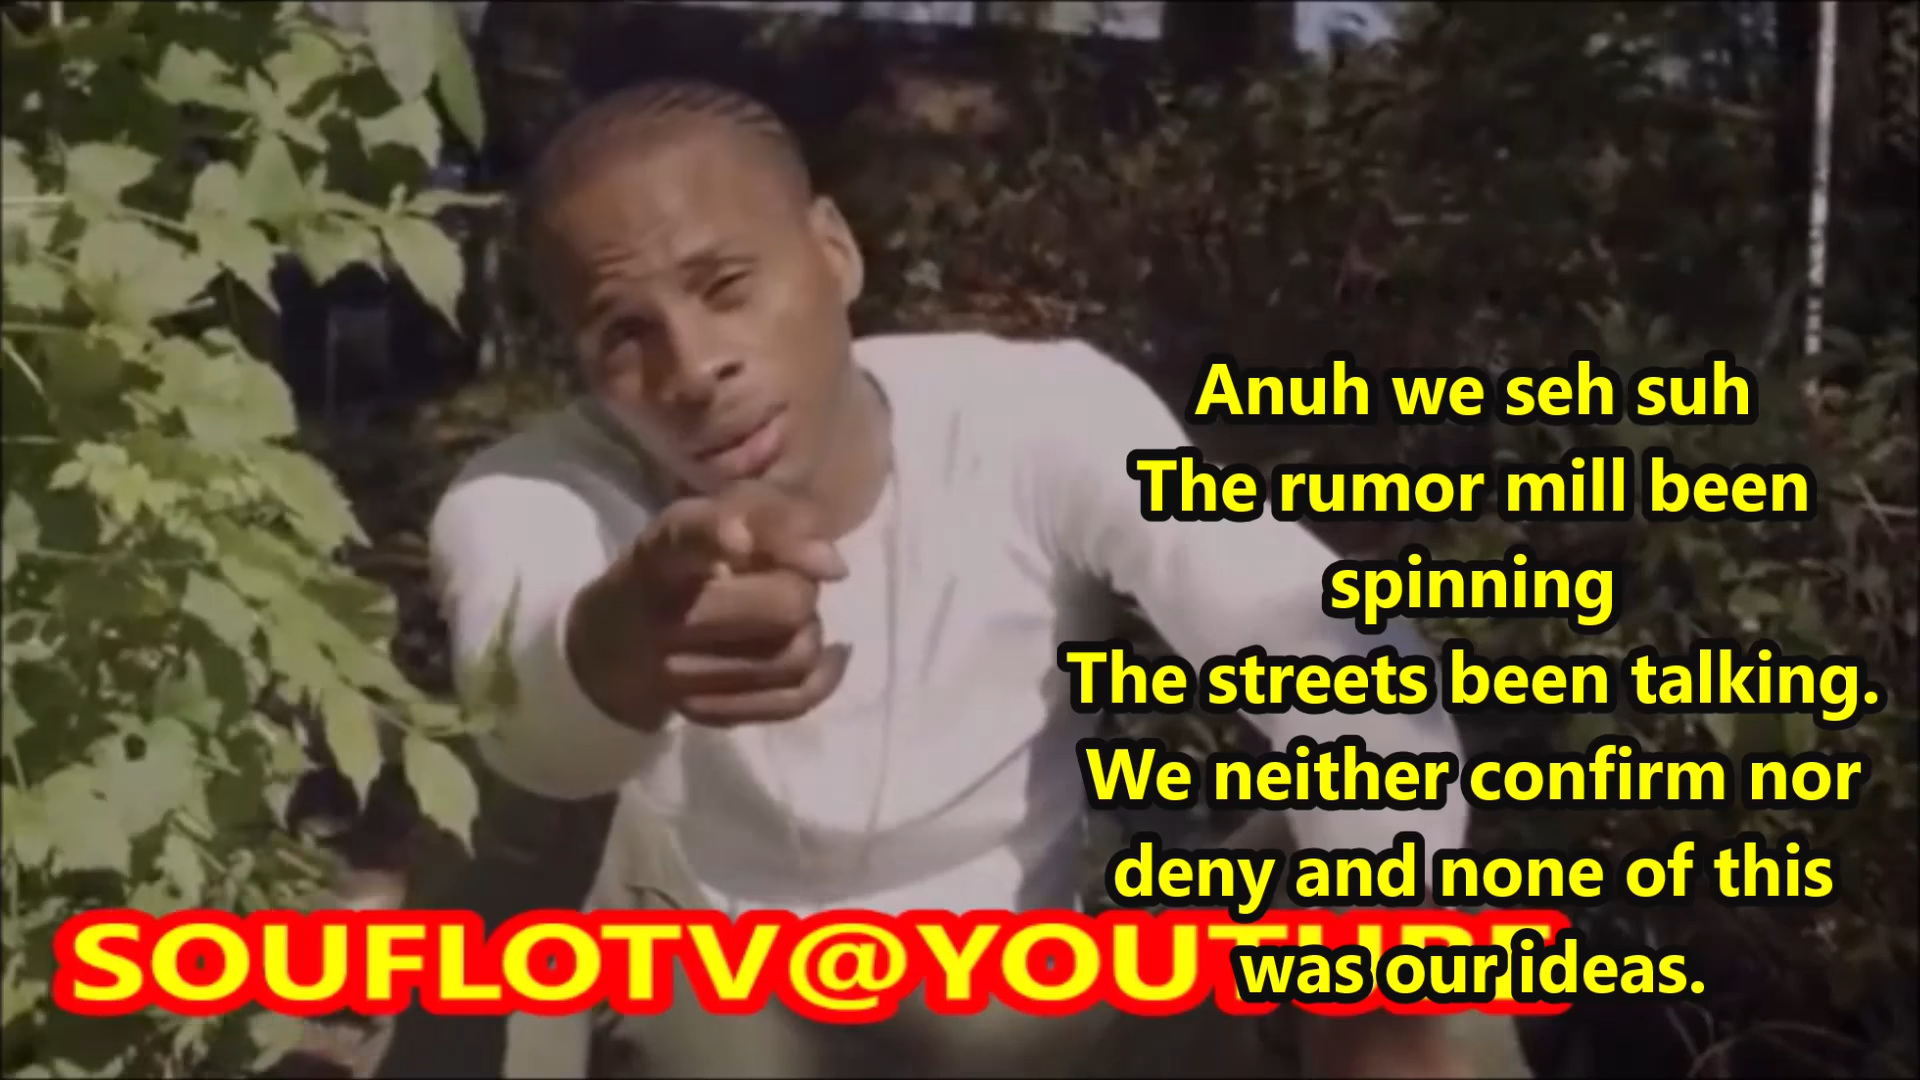 Anuh we seh suh
The rumor mill been
spinning
The streets been talking.
We neither confirm nor
deny and none of this
was our ideas.
SOUFLOTV@YOUTUBE